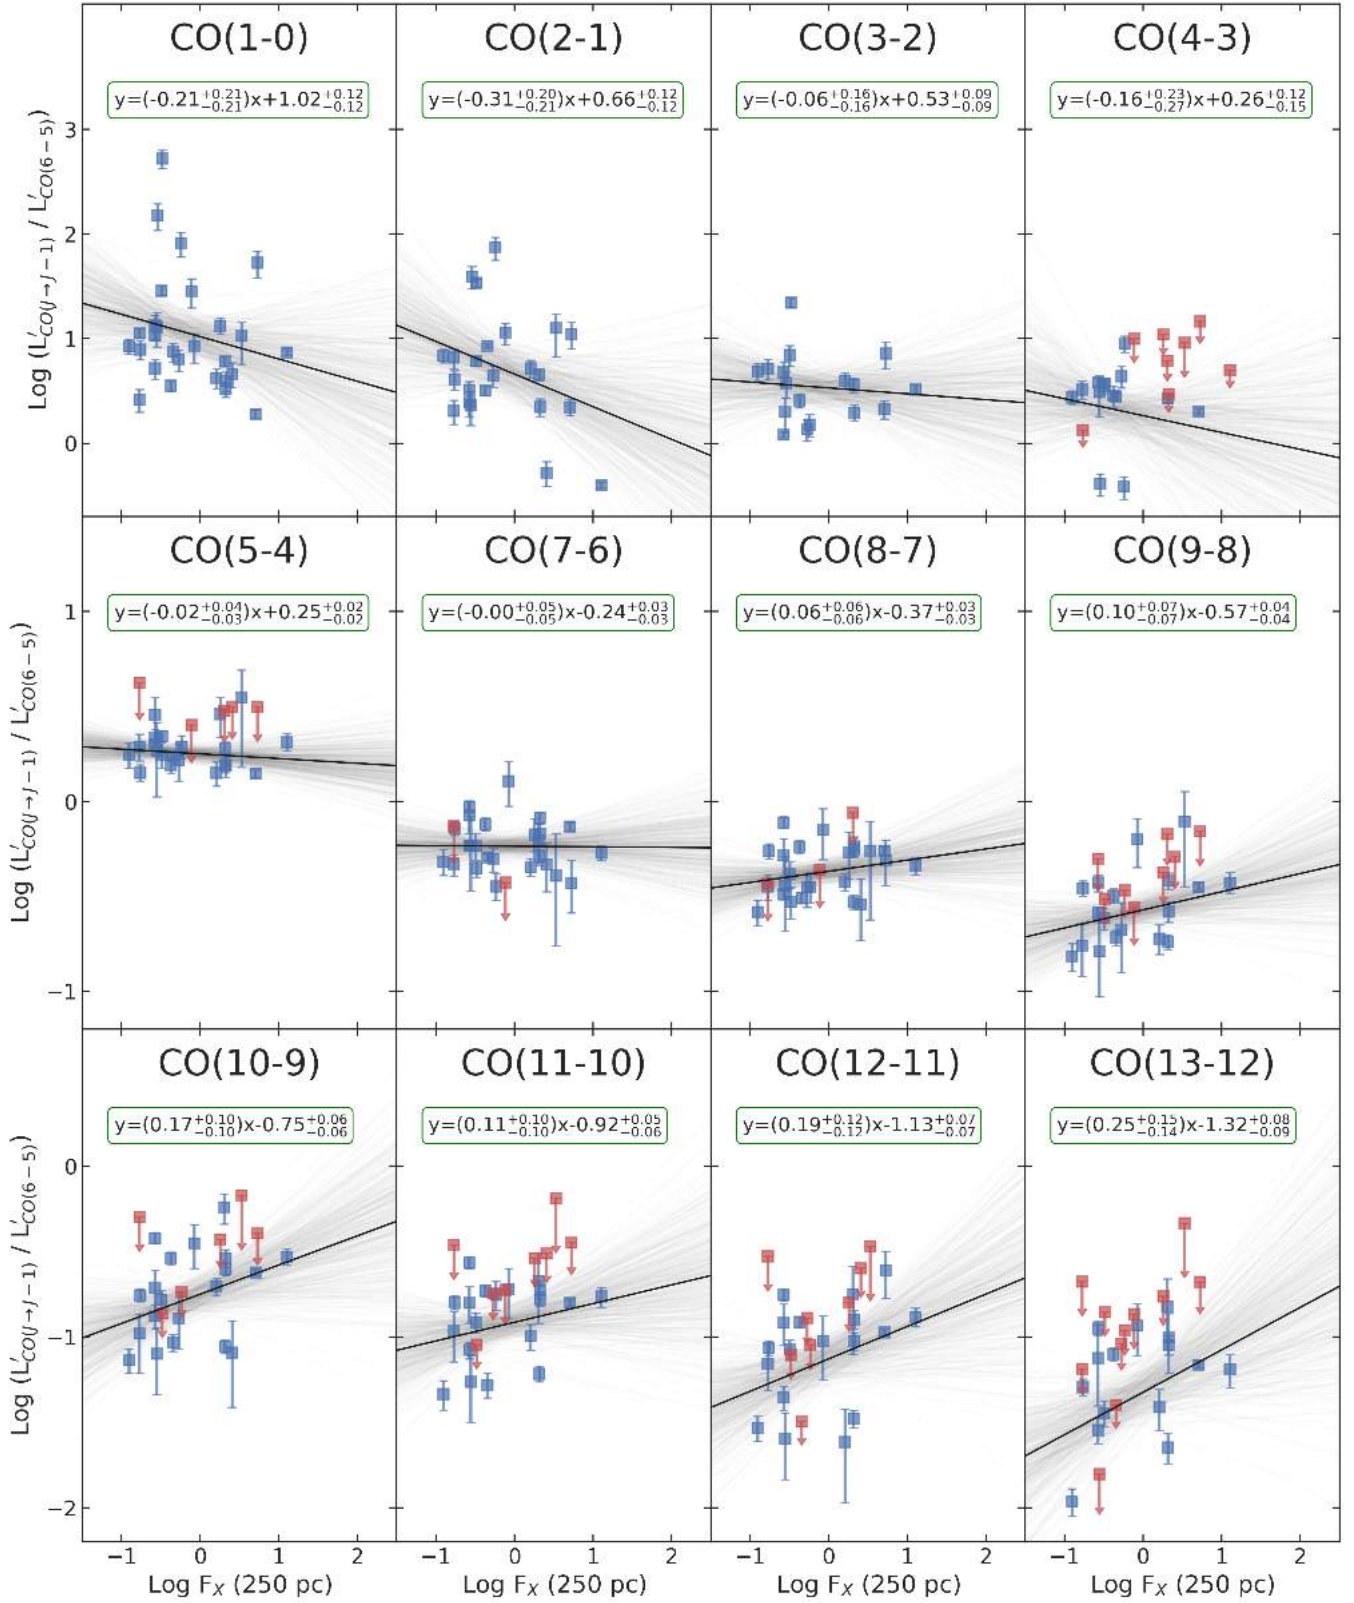 CO(1-0) CO(2-1) CO(3-2) CO(4-3)
y=(-0.21^{+0.21}_{-0.21})x+1.02^{+0.12}_{-0.12} y=(-0.31^{+0.20}_{-0.21})x+0.66^{+0.12}_{-0.12} y=(-0.06^{+0.16}_{-0.16})x+0.53^{+0.09}_{-0.09} y=(-0.16^{+0.23}_{-0.27})x+0.26^{+0.12}_{-0.15}
3
2
1
0
Log (L'_{CO(J→J−1)} / L'_{CO(6−5)})
CO(5-4) CO(7-6) CO(8-7) CO(9-8)
y=(-0.02^{+0.04}_{-0.03})x+0.25^{+0.02}_{-0.02} y=(-0.00^{+0.05}_{-0.05})x-0.24^{+0.03}_{-0.03} y=(0.06^{+0.06}_{-0.06})x-0.37^{+0.03}_{-0.03} y=(0.10^{+0.07}_{-0.07})x-0.57^{+0.04}_{-0.04}
1
0
−1
Log (L'_{CO(J→J−1)} / L'_{CO(6−5)})
CO(10-9) CO(11-10) CO(12-11) CO(13-12)
y=(0.17^{+0.10}_{-0.10})x-0.75^{+0.06}_{-0.06} y=(0.11^{+0.10}_{-0.10})x-0.92^{+0.05}_{-0.06} y=(0.19^{+0.12}_{-0.12})x-1.13^{+0.07}_{-0.07} y=(0.25^{+0.15}_{-0.14})x-1.32^{+0.08}_{-0.09}
0
−1
−2
Log (L'_{CO(J→J−1)} / L'_{CO(6−5)})
−1 0 1 2 −1 0 1 2 −1 0 1 2 −1 0 1 2
Log F_X (250 pc) Log F_X (250 pc) Log F_X (250 pc) Log F_X (250 pc)